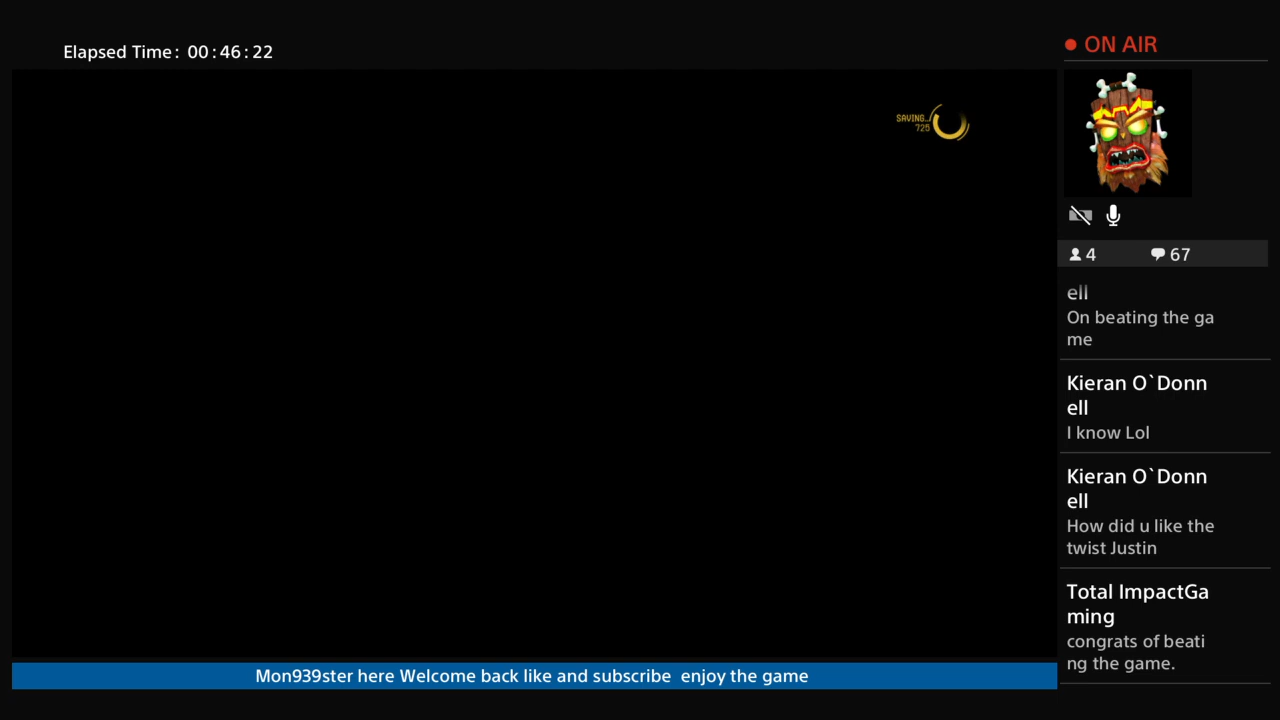 Elapsed Time: 00:46:22
ON AIR
SAVING..
725
4 67
ell
On beating the ga
me
Kieran O`Donn
ell
I know Lol
Kieran O`Donn
ell
How did u like the
twist Justin
Total ImpactGa
ming
congrats of beati
ng the game.
Mon939ster here Welcome back like and subscribe  enjoy the game